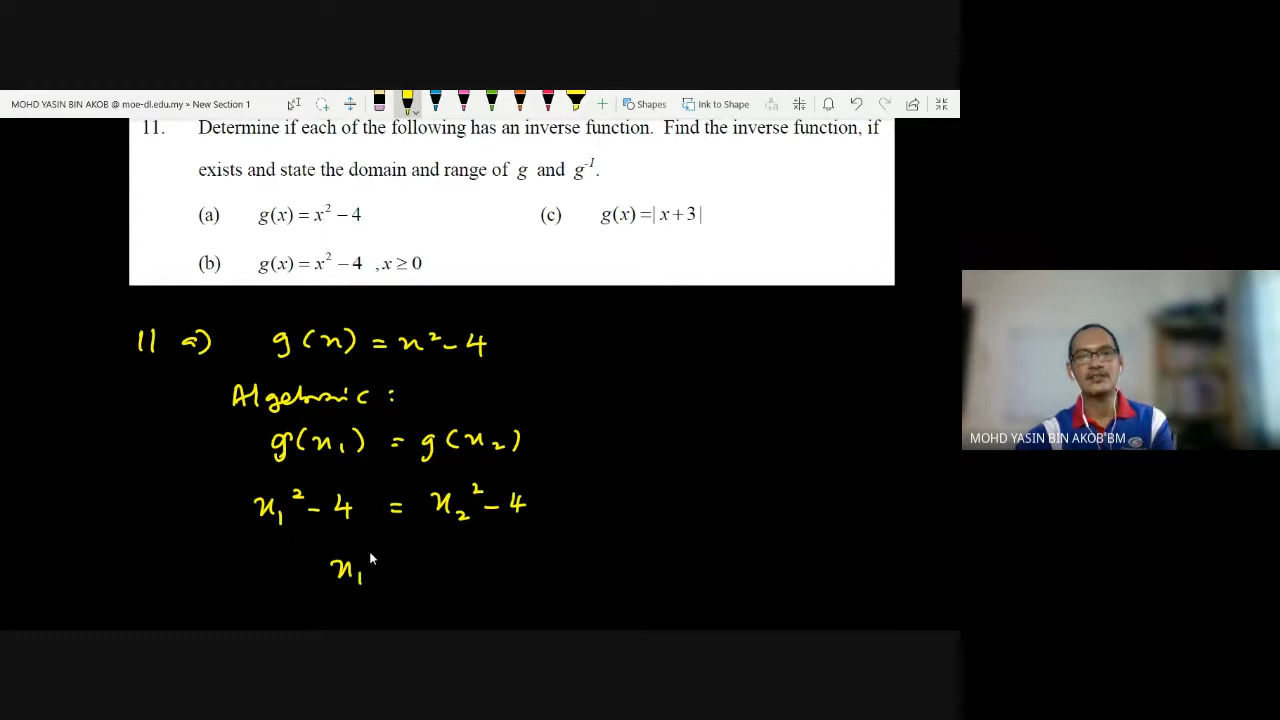 MOHD YASIN BIN AKOB @ moe-dl.edu.my » New Section 1
Shapes
Ink to Shape
11. Determine if each of the following has an inverse function. Find the inverse function, if
exists and state the domain and range of g and g⁻¹.
(a) g(x) = x² − 4 (c) g(x) =| x + 3 |
(b) g(x) = x² − 4 , x ≥ 0
11 a) g(x) = x² − 4
Algebraic :
g(x₁) = g(x₂)
x₁² − 4 = x₂² − 4
x₁
MOHD YASIN BIN AKOB BM